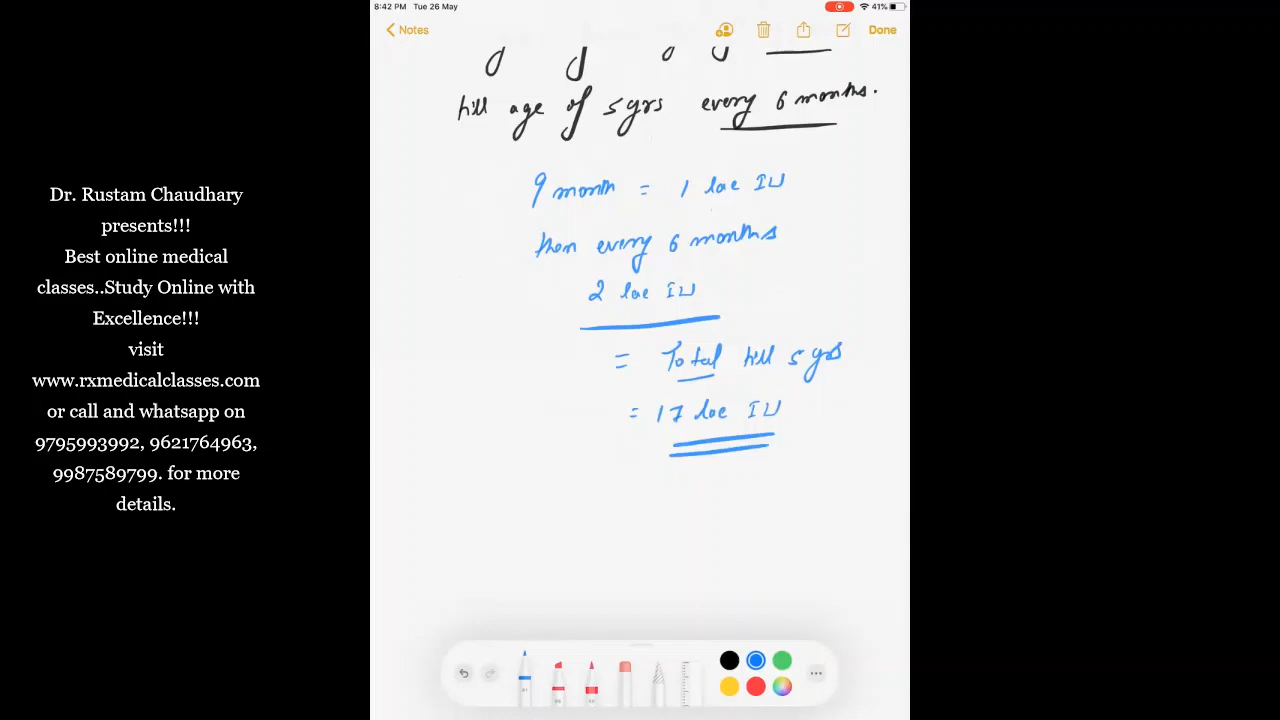 8:42 PM Tue 26 May
41%
Notes
Done
till age of 5 yrs every 6 months.
9 month = 1 lac IU
then every 6 months
2 lac IU
= Total till 5 yrs
= 17 lac IU
Dr. Rustam Chaudhary
presents!!!
Best online medical
classes..Study Online with
Excellence!!!
visit
www.rxmedicalclasses.com
or call and whatsapp on
9795993992, 9621764963,
9987589799. for more
details.